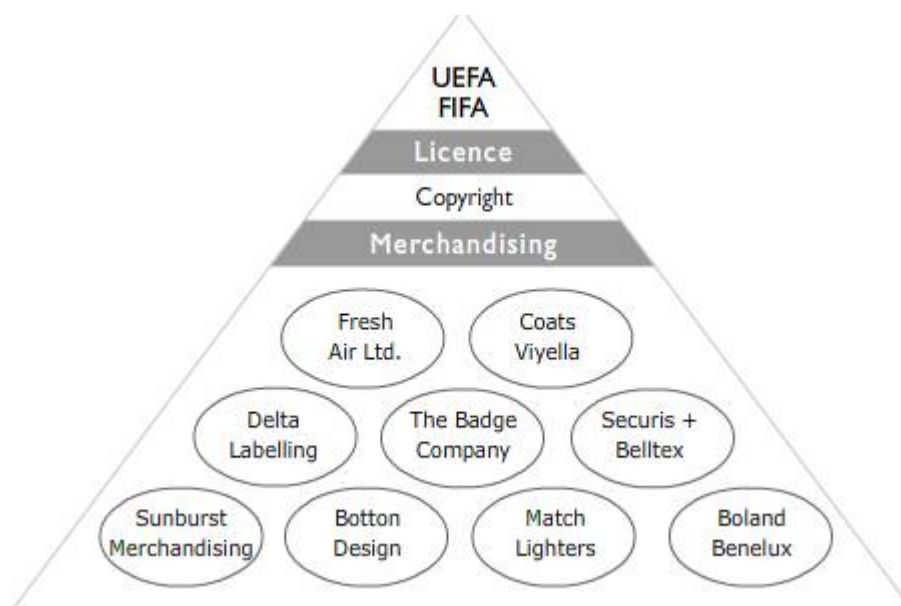 UEFA
FIFA
Licence
Copyright
Merchandising
Fresh
Air Ltd.
Coats
Viyella
Delta
Labelling
The Badge
Company
Securis +
Belltex
Sunburst
Merchandising
Botton
Design
Match
Lighters
Boland
Benelux